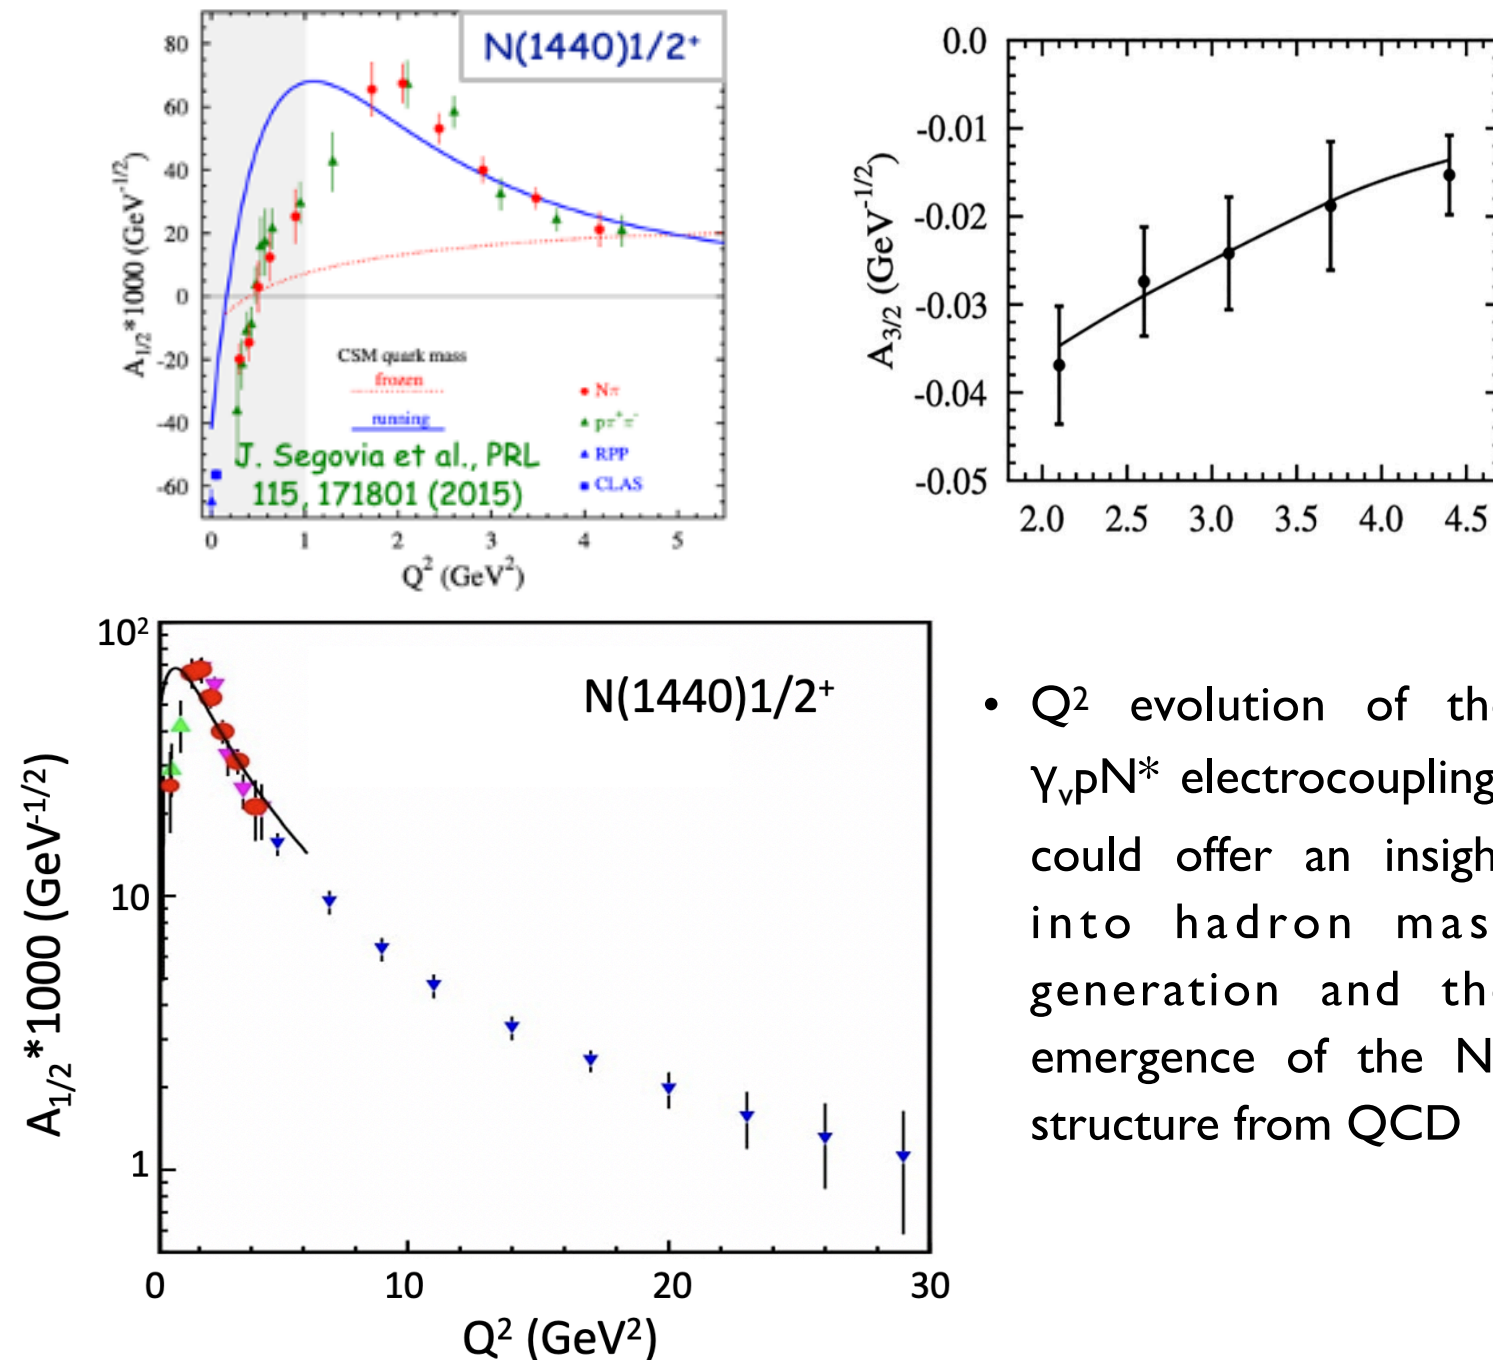 N(1440)1/2⁺
80
60
40
20
0
-20
-40
-60
A₁/₂*1000 (GeV⁻¹/²)
CSM quark mass
frozen
running
Nπ
pπ⁺π⁻
RPP
CLAS
J. Segovia et al., PRL
115, 171801 (2015)
0 1 2 3 4 5
Q² (GeV²)
0.0
-0.01
-0.02
-0.03
-0.04
-0.05
A₃/₂ (GeV⁻¹/²)
2.0 2.5 3.0 3.5 4.0 4.5
10²
10
1
A₁/₂*1000 (GeV⁻¹/²)
N(1440)1/2⁺
0 10 20 30
Q² (GeV²)
• Q² evolution of th
γᵥpN* electrocoupling
could offer an insigh
into hadron mas
generation and th
emergence of the N
structure from QCD